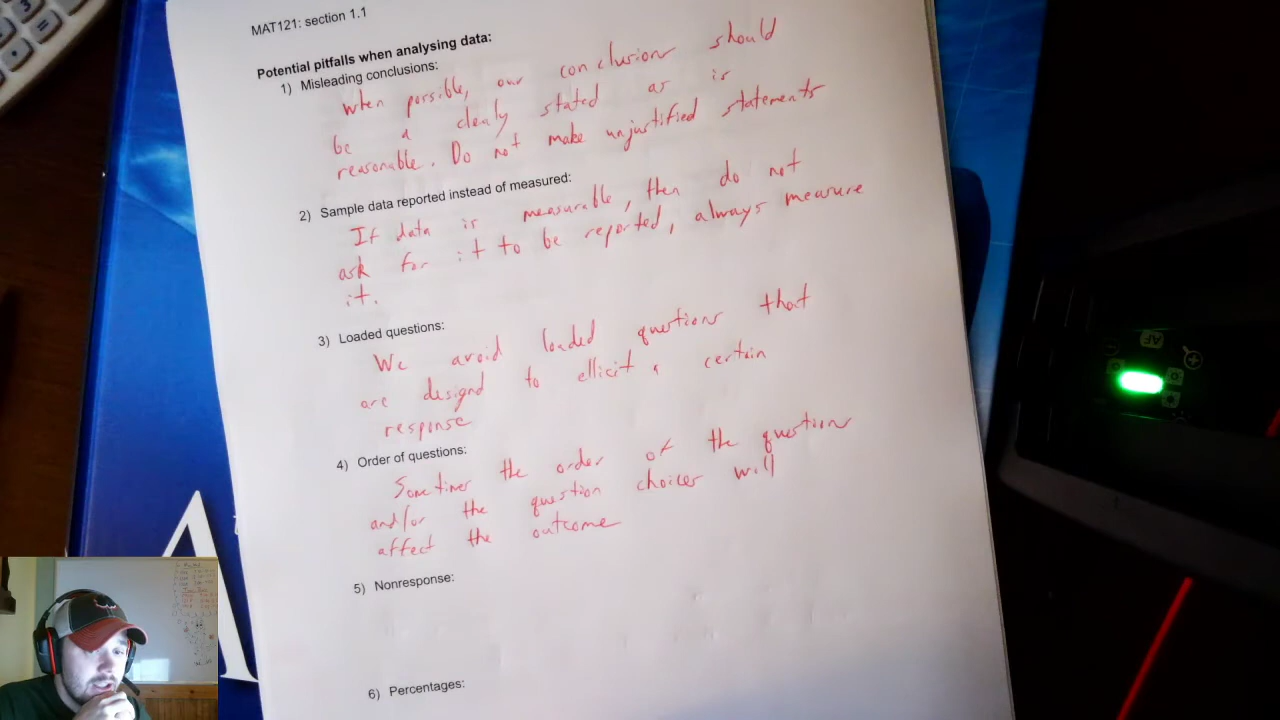 MAT121: section 1.1
Potential pitfalls when analysing data:
1) Misleading conclusions:
When possible, our conclusion should
be a clearly stated as is
reasonable. Do not make unjustified statements
2) Sample data reported instead of measured:
If data is measurable, then do not
ask for it to be reported, always measure
it.
3) Loaded questions:
We avoid loaded questions that
are designd to ellicit a certain
response
4) Order of questions:
Sometimes the order of the question
and/or the question choices will
affect the outcome
5) Nonresponse:
6) Percentages:
A
AF